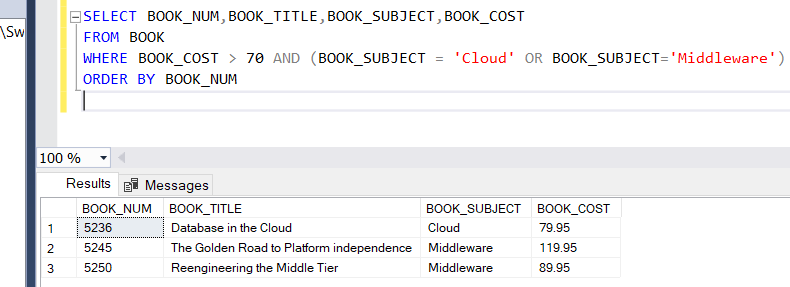 \Sw
SELECT BOOK_NUM,BOOK_TITLE,BOOK_SUBJECT,BOOK_COST
FROM BOOK
WHERE BOOK_COST > 70 AND (BOOK_SUBJECT = 'Cloud' OR BOOK_SUBJECT='Middleware')
ORDER BY BOOK_NUM
100 %
Results Messages
BOOK_NUM BOOK_TITLE BOOK_SUBJECT BOOK_COST
1 5236 Database in the Cloud Cloud 79.95
2 5245 The Golden Road to Platform independence Middleware 119.95
3 5250 Reengineering the Middle Tier Middleware 89.95